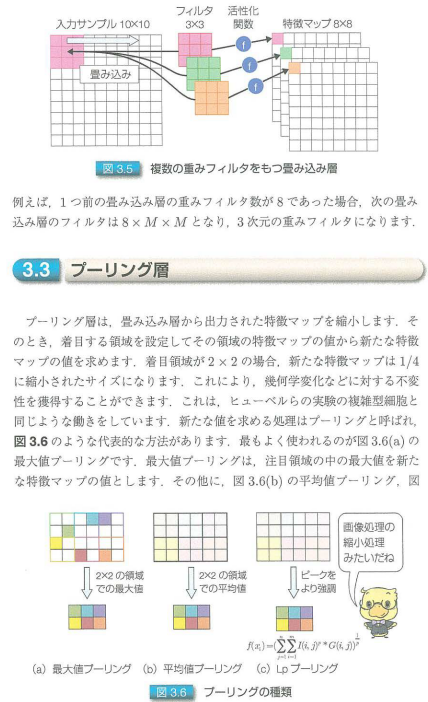 入力サンプル 10×10
フィルタ
3×3
活性化
関数
特徴マップ 8×8
畳み込み
f
f
f
図 3.5 複数の重みフィルタをもつ畳み込み層
例えば，1 つ前の畳み込み層の重みフィルタ数が 8 であった場合，次の畳み
込み層のフィルタは 8 × M × M となり，3 次元の重みフィルタになります．
3.3 プーリング層
プーリング層は，畳み込み層から出力された特徴マップを縮小します．そ
のとき，着目する領域を設定してその領域の特徴マップの値から新たな特徴
マップの値を求めます．着目領域が 2 × 2 の場合，新たな特徴マップは 1/4
に縮小されたサイズになります．これにより，幾何学変化などに対する不変
性を獲得することができます．これは，ヒューベルらの実験の複雑型細胞と
同じような働きをしています．新たな値を求める処理はプーリングと呼ばれ，
図 3.6 のような代表的な方法があります．最もよく使われるのが図 3.6(a) の
最大値プーリングです．最大値プーリングは，注目領域の中の最大値を新た
な特徴マップの値とします．その他に，図 3.6(b) の平均値プーリング，図
2×2 の領域
での最大値
2×2 の領域
での平均値
ピークを
より強調
画像処理の
縮小処理
みたいだね
f(xᵢ)=(∑∑I(i, j)ᵖ*G(i, j))^{1/p}
(a) 最大値プーリング (b) 平均値プーリング (c) Lp プーリング
図 3.6 プーリングの種類